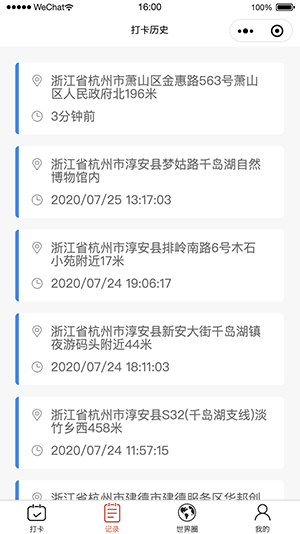 WeChat
16:00
100%
打卡历史
浙江省杭州市萧山区金惠路563号萧山
区人民政府北196米
3分钟前
浙江省杭州市淳安县梦姑路千岛湖自然
博物馆内
2020/07/25 13:17:03
浙江省杭州市淳安县排岭南路6号木石
小苑附近17米
2020/07/24 19:06:17
浙江省杭州市淳安县新安大街千岛湖镇
夜游码头附近44米
2020/07/24 18:11:03
浙江省杭州市淳安县S32(千岛湖支线)淡
竹乡西458米
2020/07/24 11:57:15
浙江省杭州市建德市建德服务区华邦创
打卡
记录
世界圈
我的